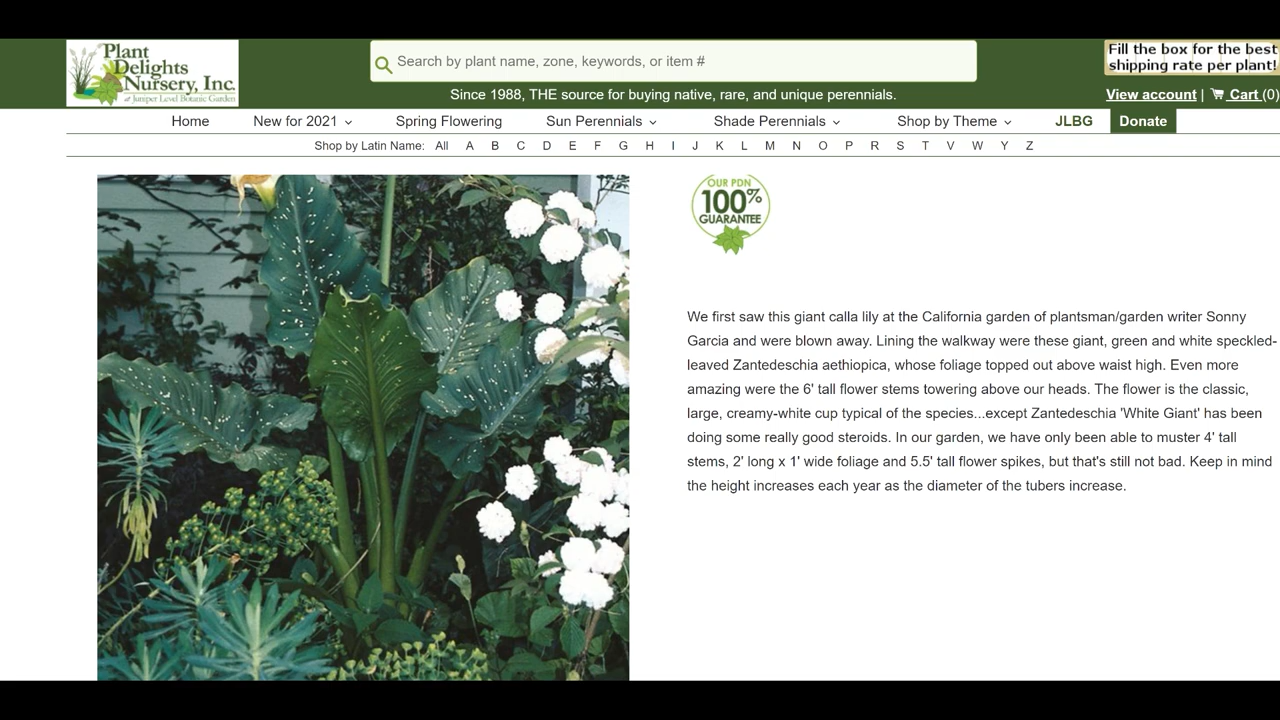 Plant
Delights
Nursery, Inc.
at Juniper Level Botanic Garden
Search by plant name, zone, keywords, or item #
Since 1988, THE source for buying native, rare, and unique perennials.
Fill the box for the best
shipping rate per plant!
View account | Cart (0)
Home New for 2021 Spring Flowering Sun Perennials Shade Perennials Shop by Theme JLBG Donate
Shop by Latin Name: All A B C D E F G H I J K L M N O P R S T V W Y Z
OUR PDN
100%
GUARANTEE
We first saw this giant calla lily at the California garden of plantsman/garden writer Sonny
Garcia and were blown away. Lining the walkway were these giant, green and white speckled-
leaved Zantedeschia aethiopica, whose foliage topped out above waist high. Even more
amazing were the 6' tall flower stems towering above our heads. The flower is the classic,
large, creamy-white cup typical of the species...except Zantedeschia 'White Giant' has been
doing some really good steroids. In our garden, we have only been able to muster 4' tall
stems, 2' long x 1' wide foliage and 5.5' tall flower spikes, but that's still not bad. Keep in mind
the height increases each year as the diameter of the tubers increase.